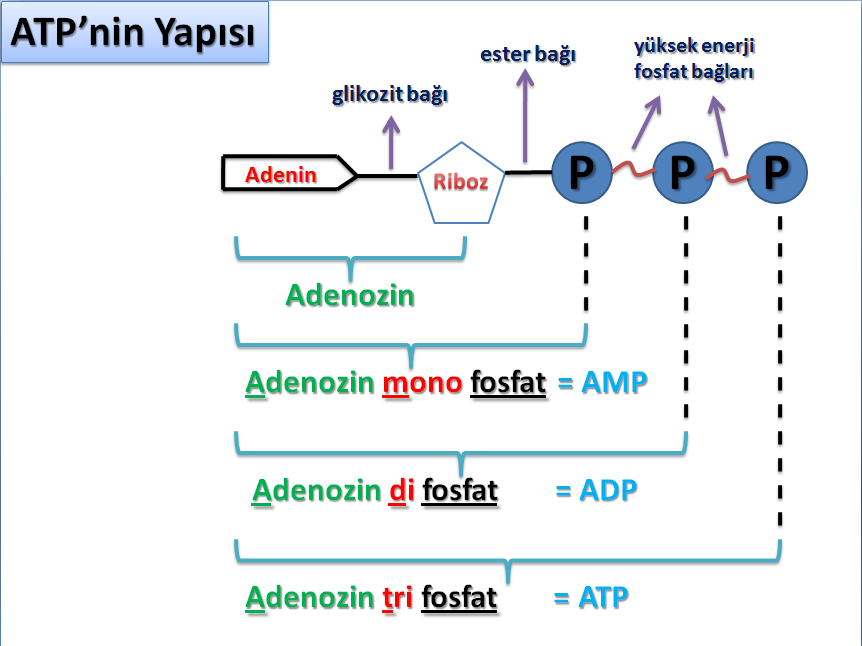 ATP’nin Yapısı
yüksek enerji
fosfat bağları
ester bağı
glikozit bağı
Adenin
Riboz
P
P
P
Adenozin
Adenozin mono fosfat = AMP
Adenozin di fosfat = ADP
Adenozin tri fosfat = ATP